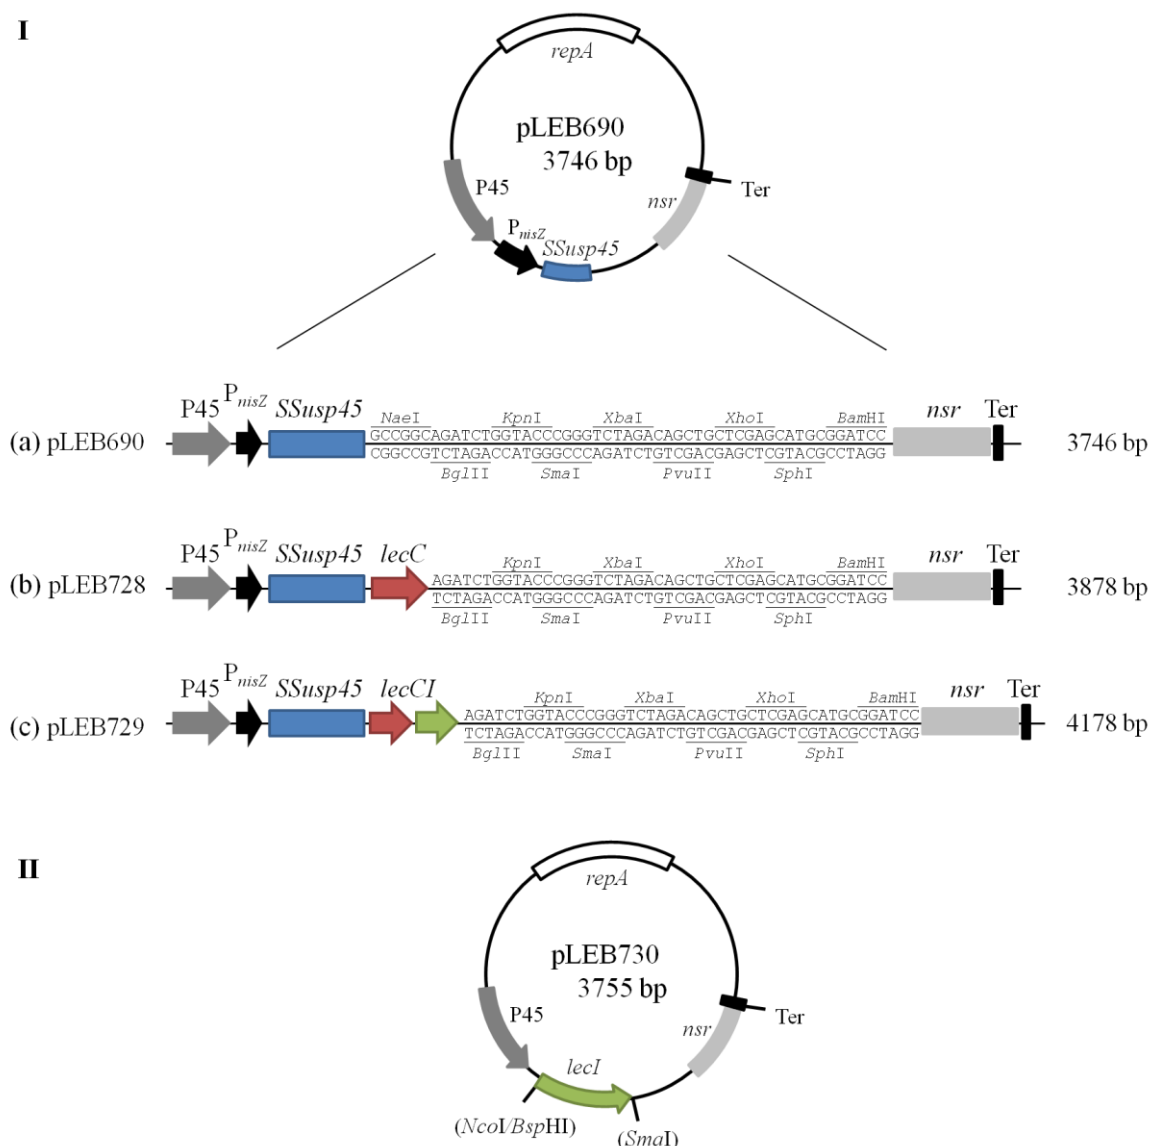 I
repA
pLEB690
3746 bp
P45
PnisZ
SSusp45
nsr
Ter
P45 PnisZ SSusp45 NaeI KpnI XbaI XhoI BamHI nsr Ter
(a) pLEB690 GCCGGCAGATCTGGTACCCGGGTCTAGACAGCTGCTCGAGCATGCGGATCC 3746 bp
CGGCCGTCTAGACCATGGGCCCAGATCTGTCGACGAGCTCGTACGCCTAGG
BglII SmaI PvuII SphI
P45 PnisZ SSusp45 lecC KpnI XbaI XhoI BamHI nsr Ter
(b) pLEB728 AGATCTGGTACCCGGGTCTAGACAGCTGCTCGAGCATGCGGATCC 3878 bp
TCTAGACCATGGGCCCAGATCTGTCGACGAGCTCGTACGCCTAGG
BglII SmaI PvuII SphI
P45 PnisZ SSusp45 lecCI KpnI XbaI XhoI BamHI nsr Ter
(c) pLEB729 AGATCTGGTACCCGGGTCTAGACAGCTGCTCGAGCATGCGGATCC 4178 bp
TCTAGACCATGGGCCCAGATCTGTCGACGAGCTCGTACGCCTAGG
BglII SmaI PvuII SphI
II
repA
pLEB730
3755 bp
P45
lecI
nsr
Ter
(NcoI/BspHI)
(SmaI)